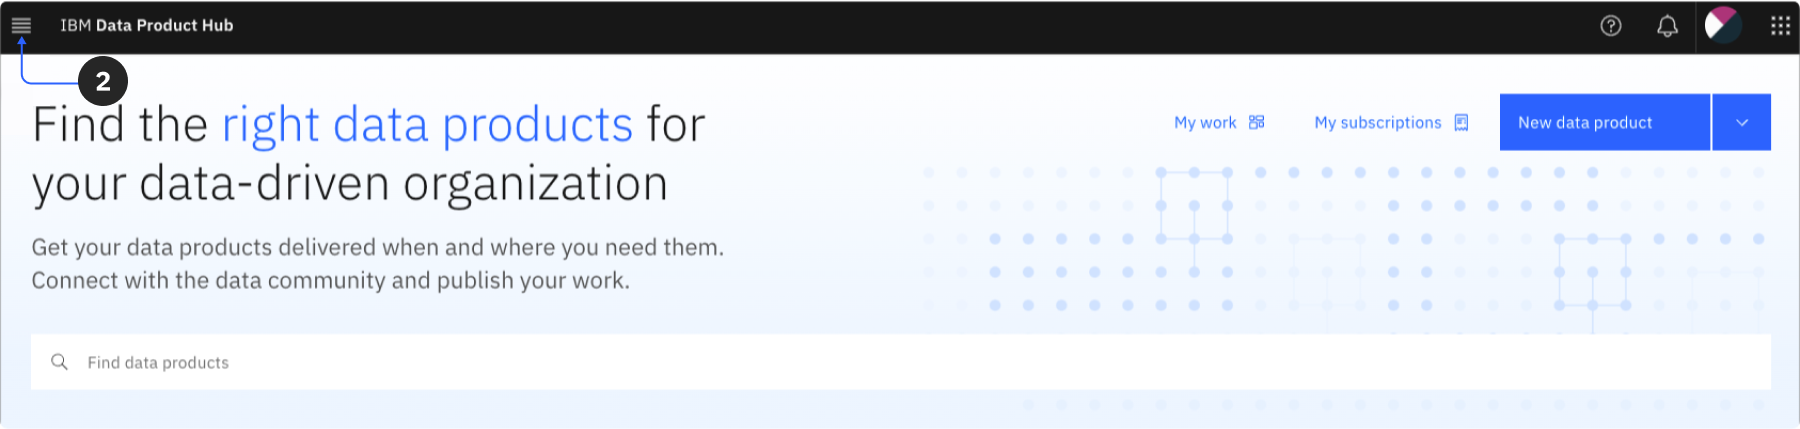 IBM Data Product Hub
2
Find the right data products for
your data-driven organization
Get your data products delivered when and where you need them.
Connect with the data community and publish your work.
My work
My subscriptions
New data product
Find data products